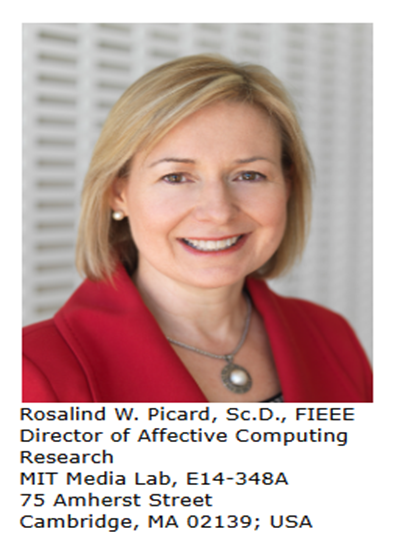 Rosalind W. Picard, Sc.D., FIEEE
Director of Affective Computing
Research
MIT Media Lab, E14-348A
75 Amherst Street
Cambridge, MA 02139; USA